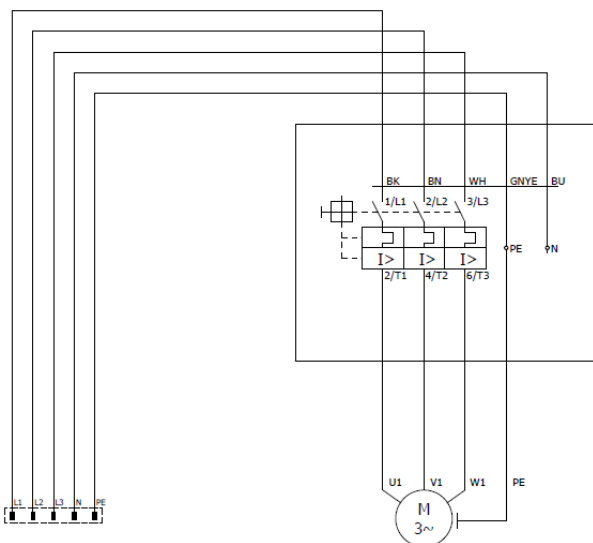 BK BN WH GNYE BU
1/L1 2/L2 3/L3
PE N
I> I> I>
2/T1 4/T2 6/T3
U1 V1 W1 PE
L1 L2 L3 N PE
M
3~